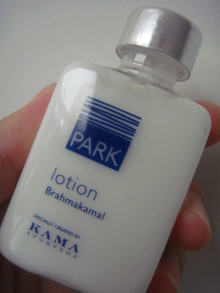 PARK
lotion
Brahmakamal
SPECIALLY CREATED BY
KAMA
AYURVEDA